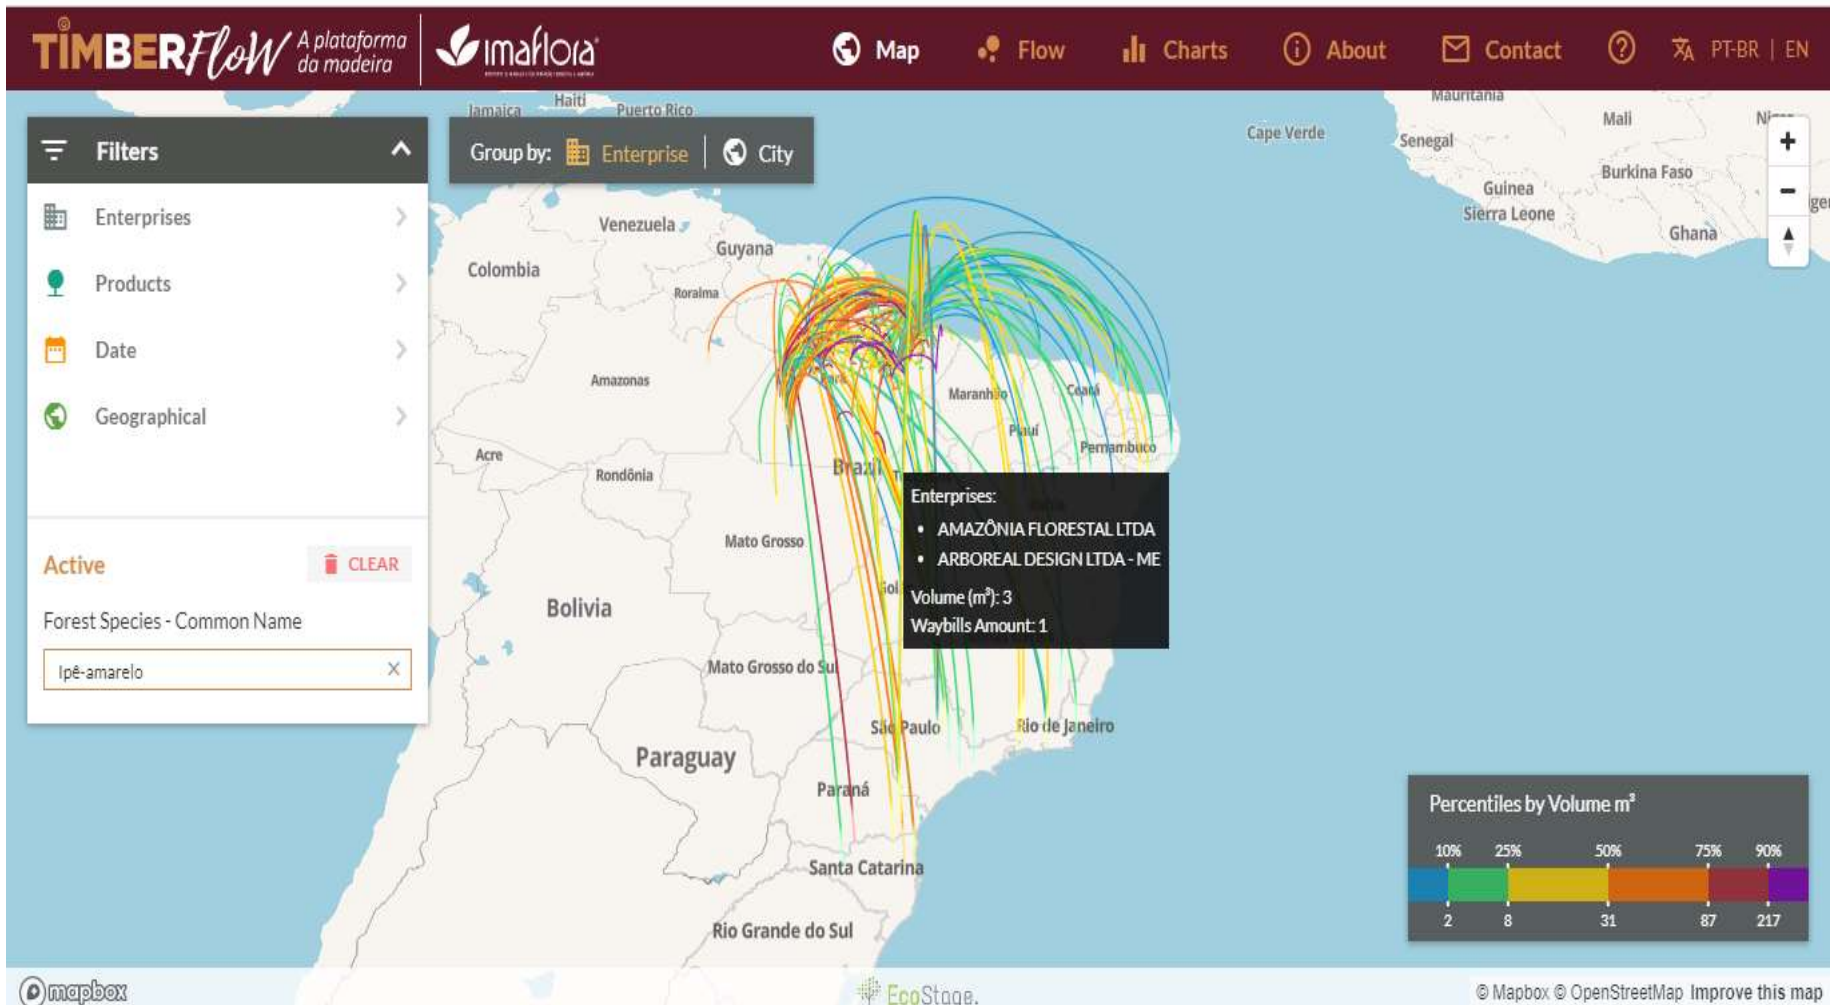 TIMBERFLOW A plataforma da madeira
imaflora
Map
Flow
Charts
About
Contact
PT-BR | EN
Filters
Enterprises
Products
Date
Geographical
Active
CLEAR
Forest Species - Common Name
Ipê-amarelo
Group by: Enterprise | City
Jamaica
Haiti
Puerto Rico
Cape Verde
Mauritania
Mali
Senegal
Burkina Faso
Guinea
Sierra Leone
Ghana
Venezuela
Guyana
Colombia
Roraima
Amazonas
Maranhão
Ceará
Piauí
Pernambuco
Acre
Rondônia
Brazil
Mato Grosso
Bolivia
Mato Grosso do Sul
São Paulo
Rio de Janeiro
Paraguay
Paraná
Santa Catarina
Rio Grande do Sul
Enterprises:
• AMAZÔNIA FLORESTAL LTDA
• ARBOREAL DESIGN LTDA - ME
Volume (m³): 3
Waybills Amount: 1
Percentiles by Volume m³
10% 25% 50% 75% 90%
2 8 31 87 217
mapbox
EcoStage.
© Mapbox © OpenStreetMap Improve this map